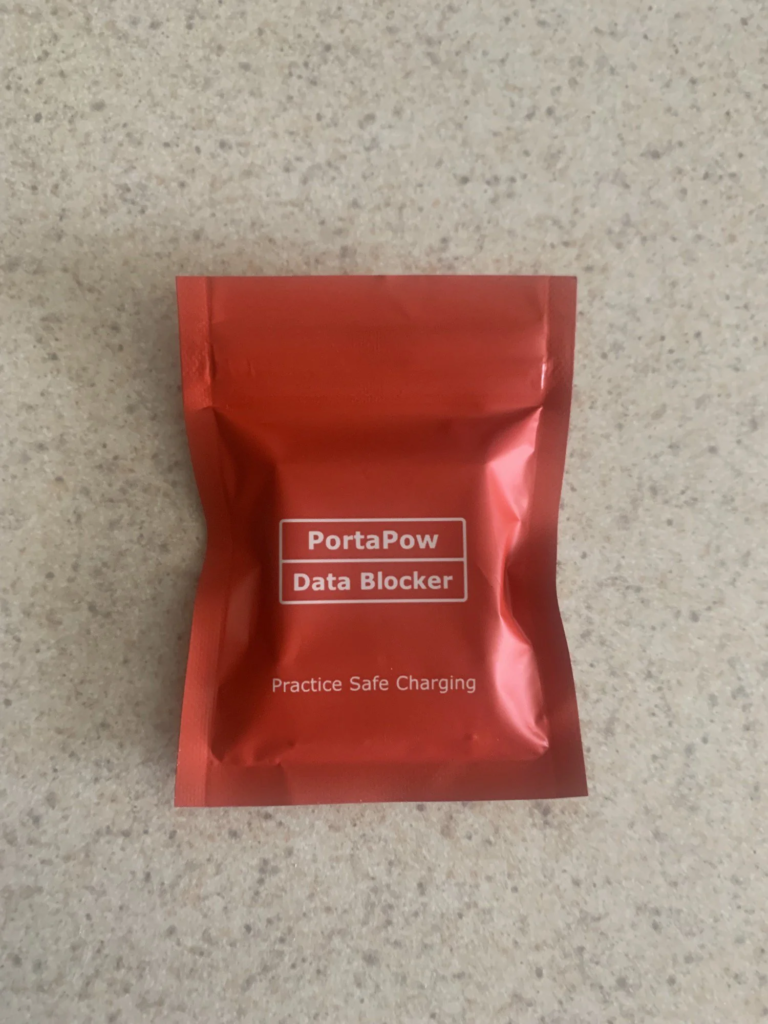 PortaPow
Data Blocker
Practice Safe Charging